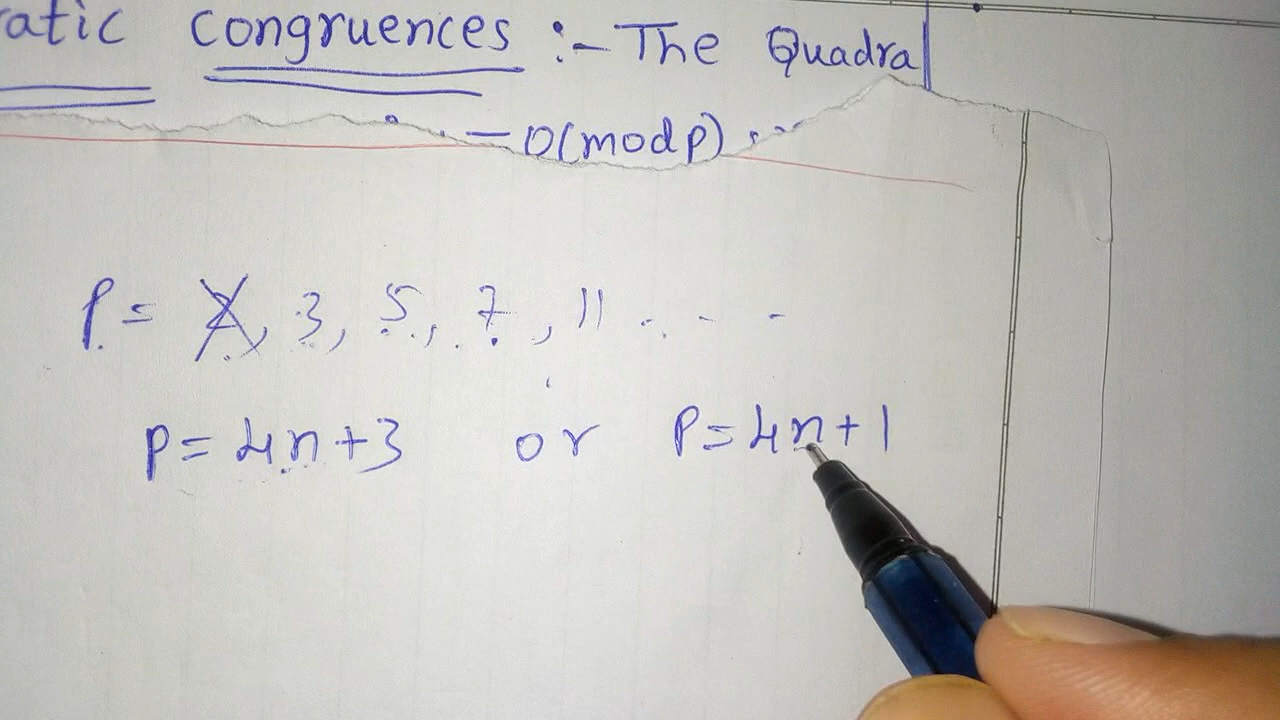 ratic congruences :- The Quadra
- 0(mod p)
P = 2, 3, 5, 7, 11 . - -
P = 4n+3 or P = 4n+1